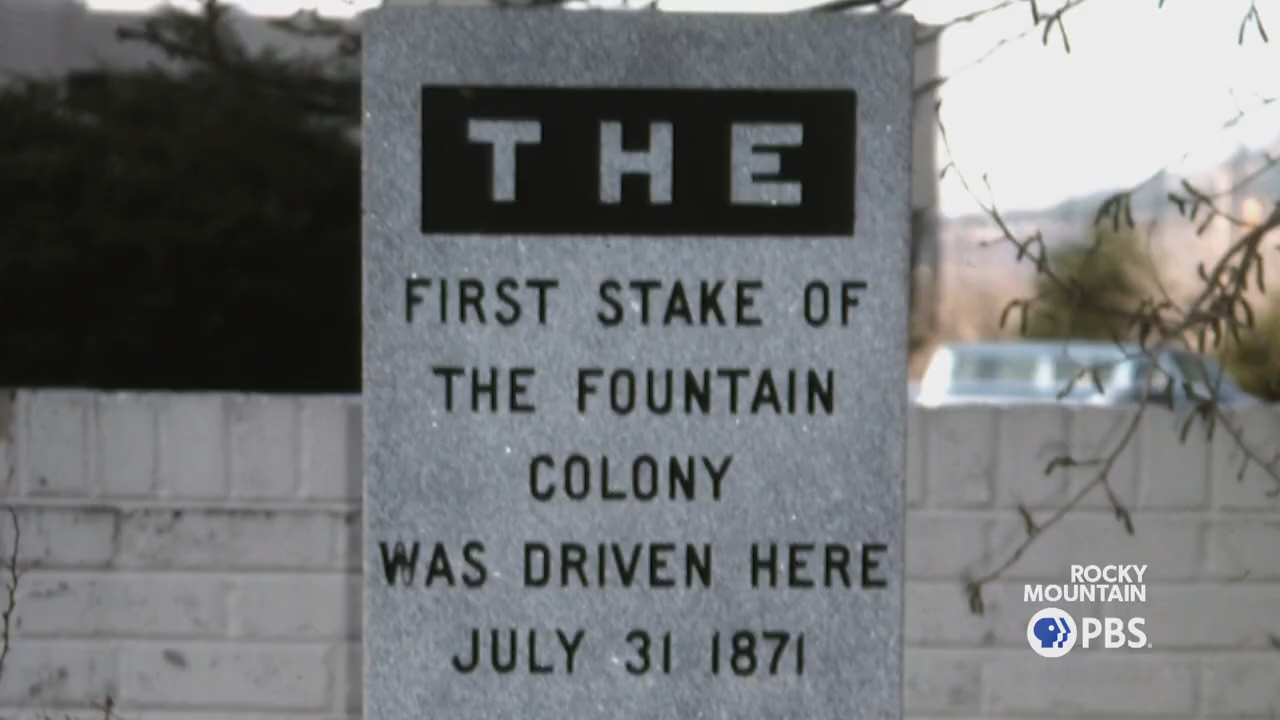 THE
FIRST STAKE OF
THE FOUNTAIN
COLONY
WAS DRIVEN HERE
JULY 31 1871
ROCKY
MOUNTAIN
PBS